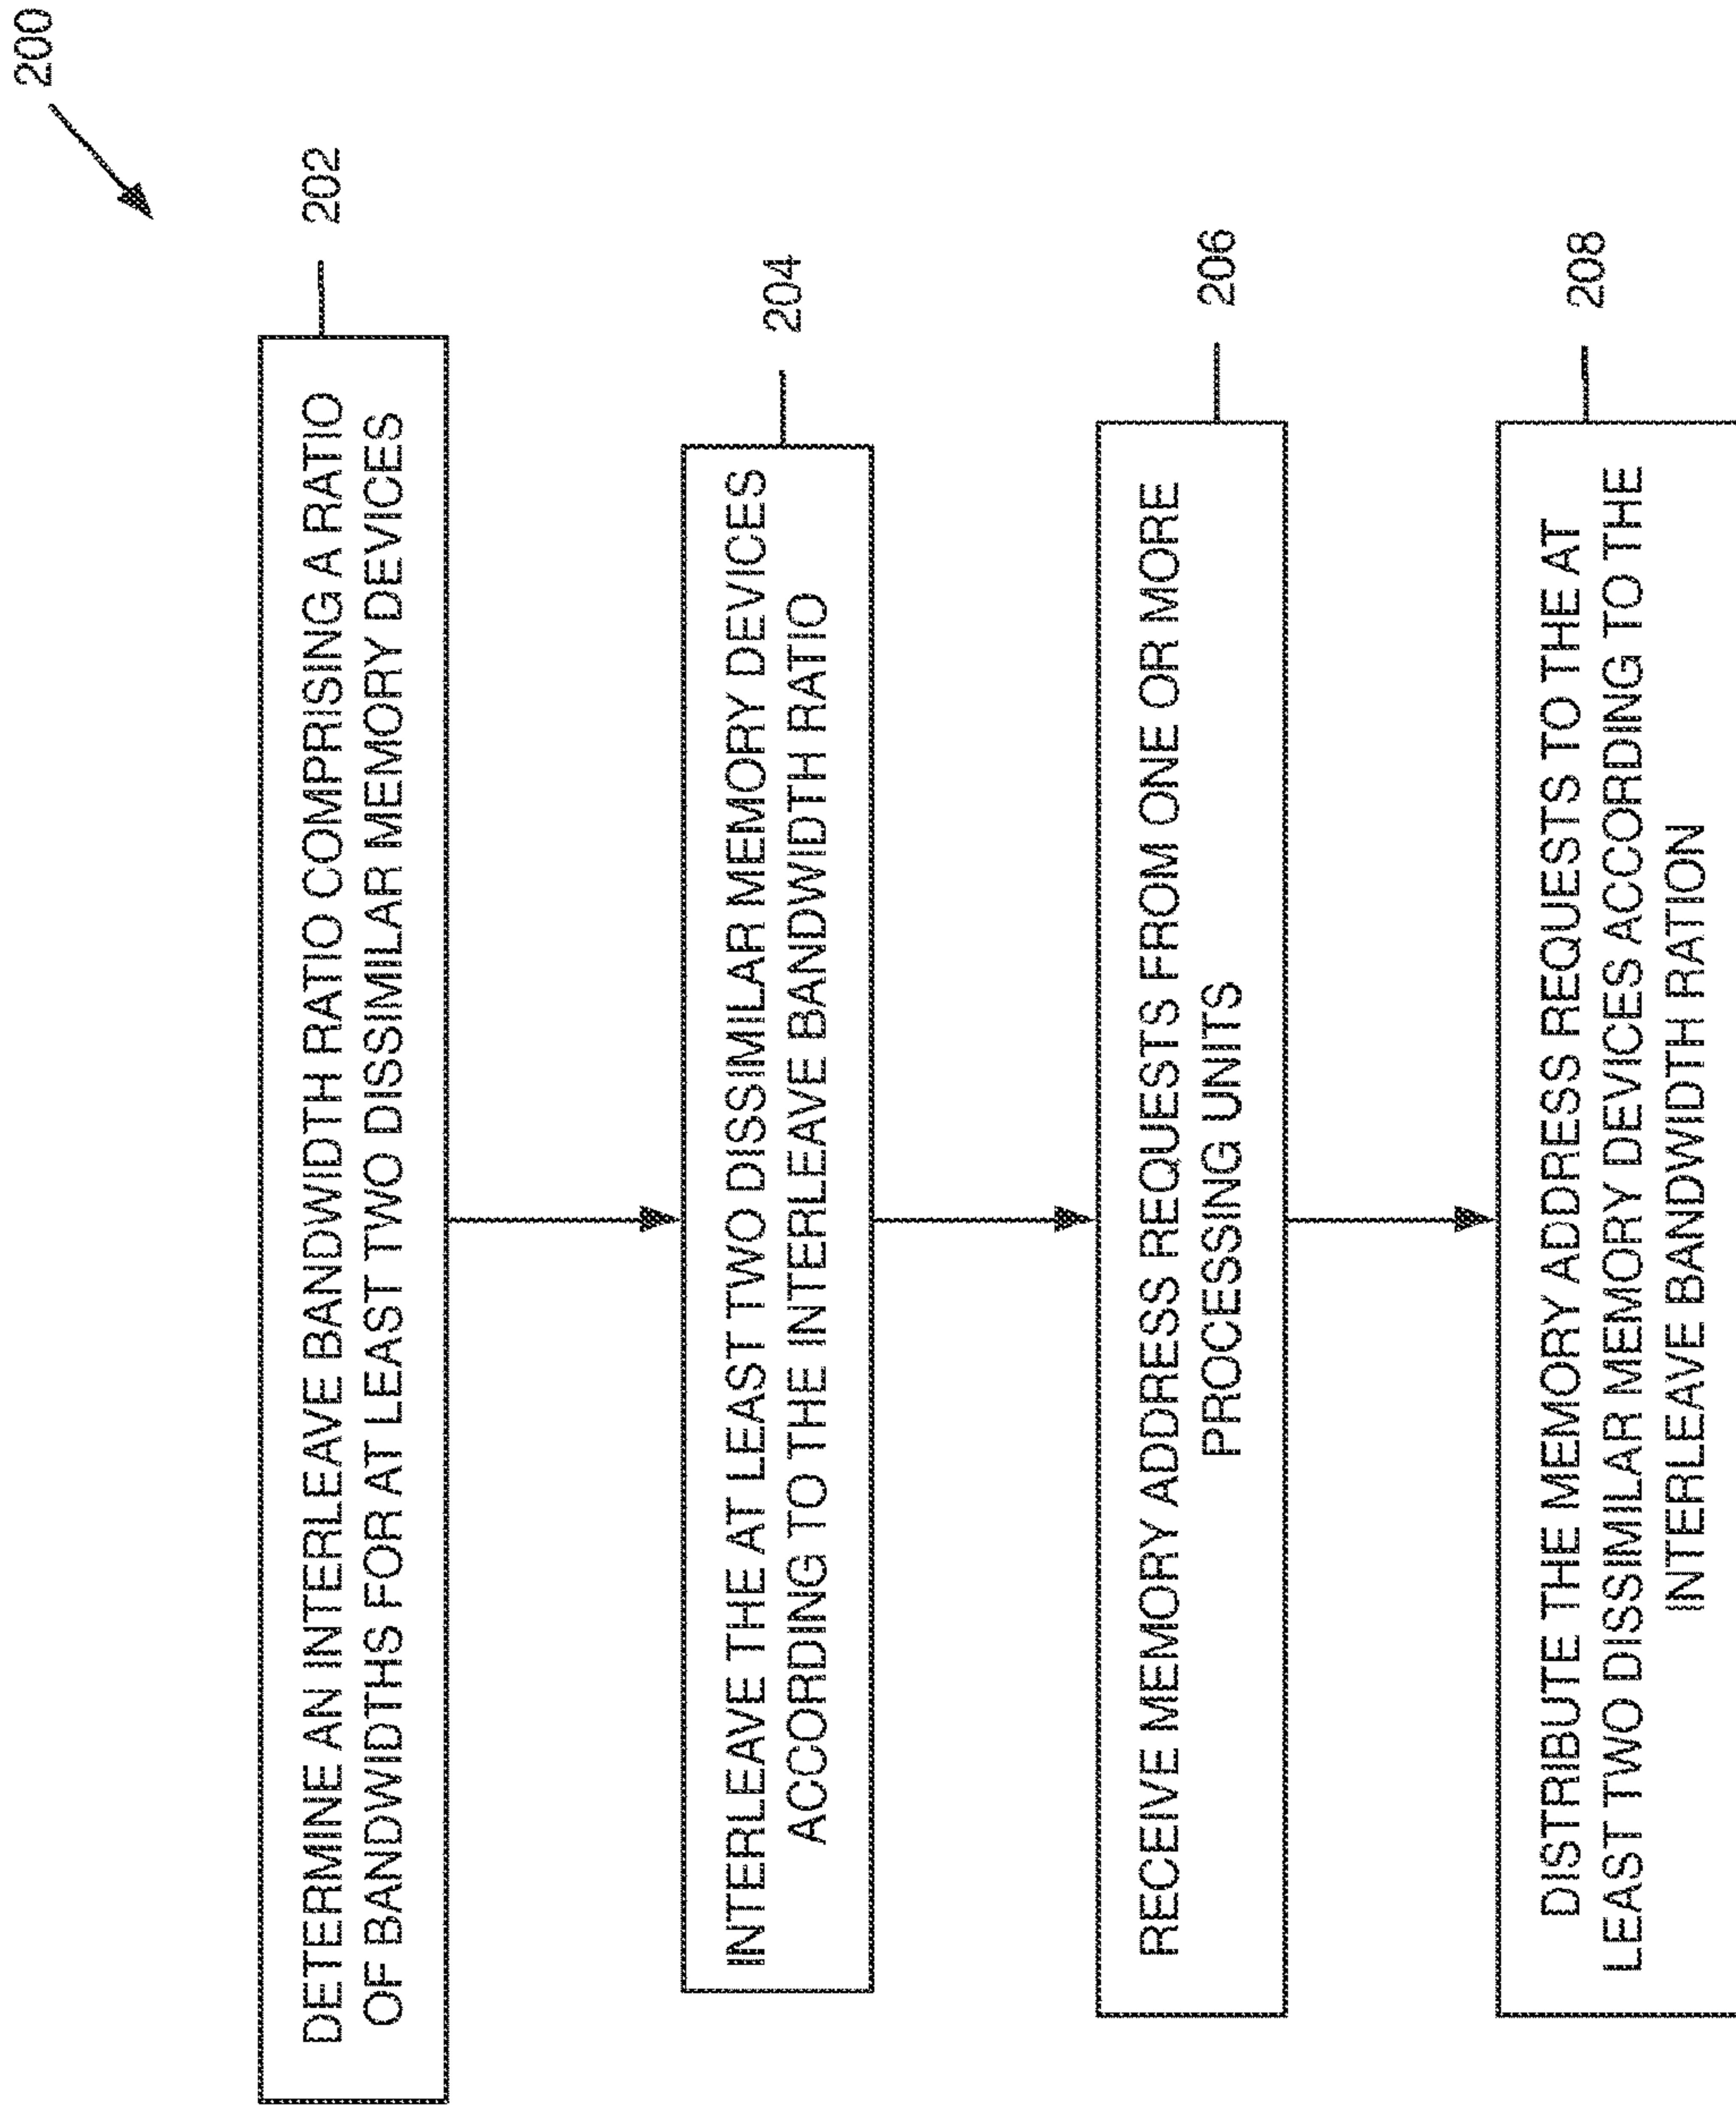 200
DETERMINE AN INTERLEAVE BANDWIDTH RATIO COMPRISING A RATIO
OF BANDWIDTHS FOR AT LEAST TWO DISSIMILAR MEMORY DEVICES
202
INTERLEAVE THE AT LEAST TWO DISSIMILAR MEMORY DEVICES
ACCORDING TO THE INTERLEAVE BANDWIDTH RATIO
204
RECEIVE MEMORY ADDRESS REQUESTS FROM ONE OR MORE
PROCESSING UNITS
206
DISTRIBUTE THE MEMORY ADDRESS REQUESTS TO THE AT
LEAST TWO DISSIMILAR MEMORY DEVICES ACCORDING TO THE
INTERLEAVE BANDWIDTH RATION
208